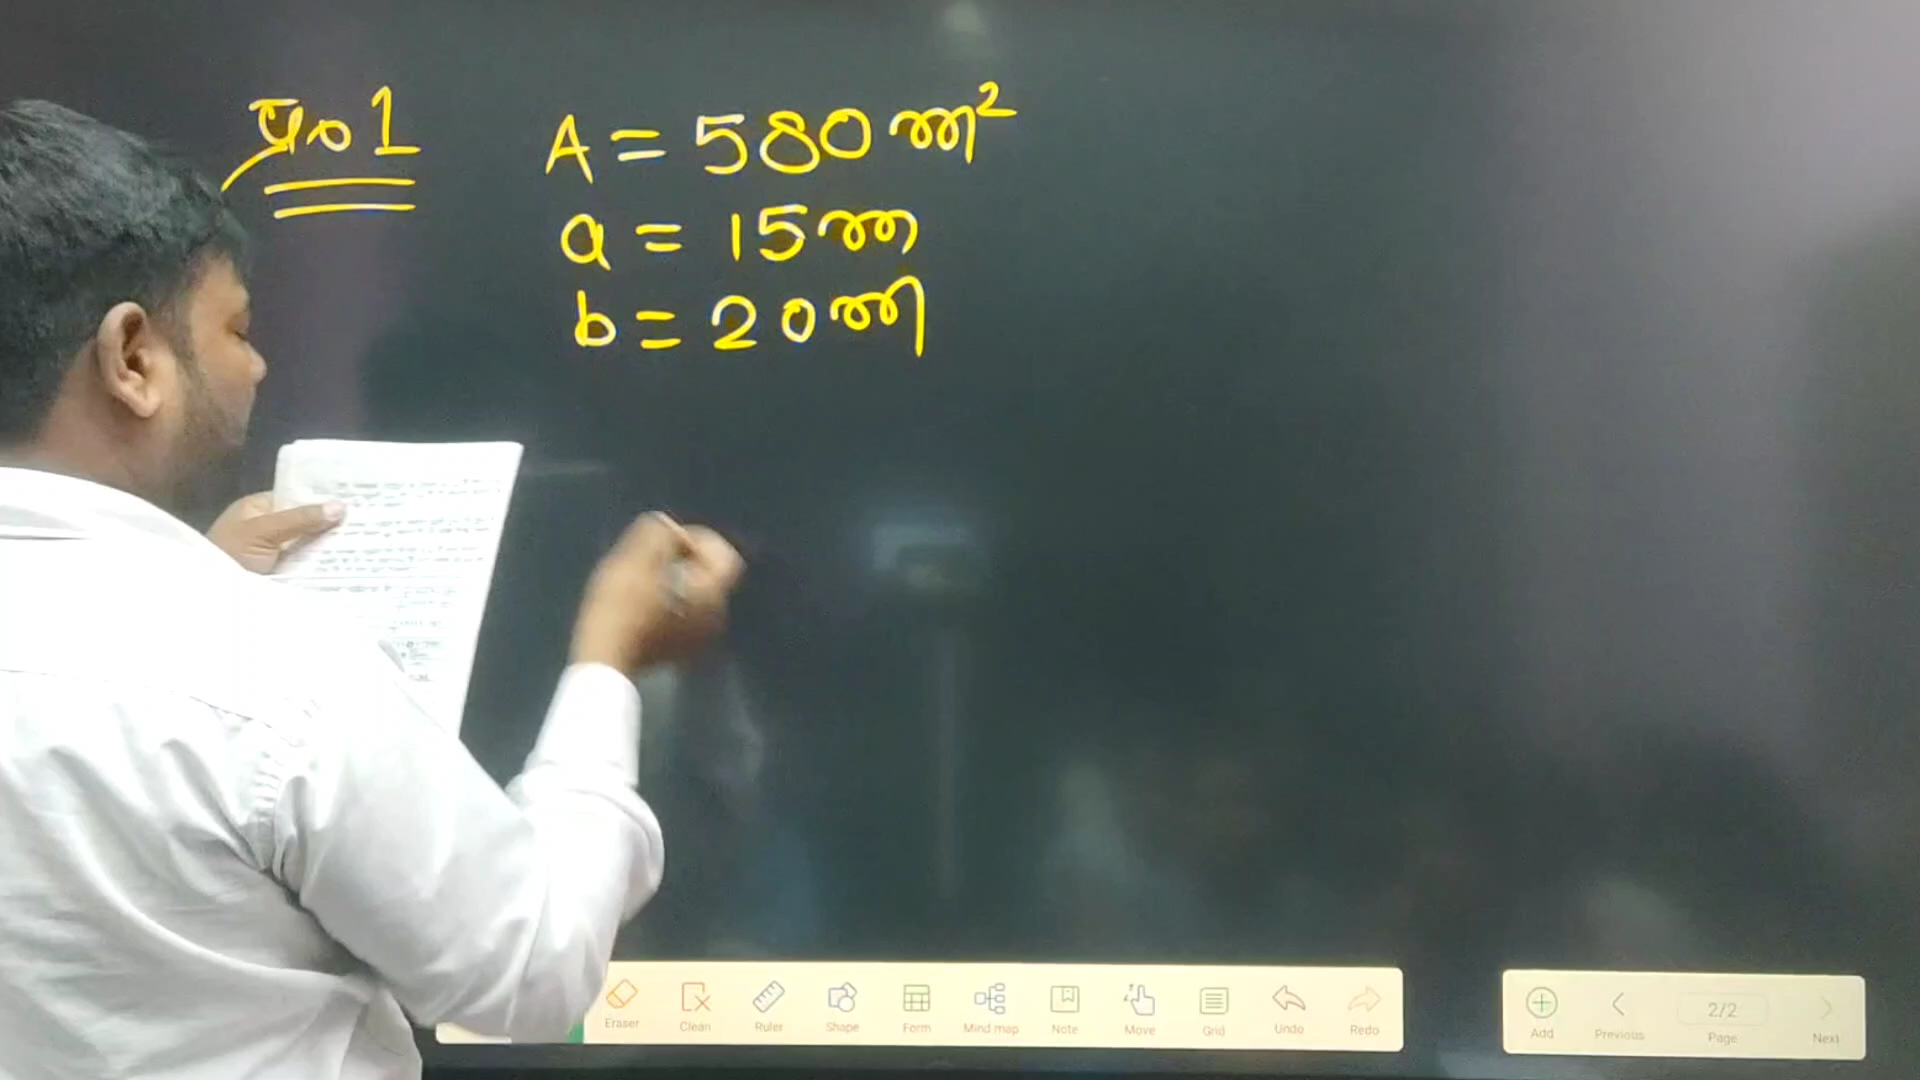 प्र०1
A = 580 m²
a = 15 m
b = 20 m
Eraser Clean Ruler Shape Form Mind map Note Move Grid Undo Redo
Add Previous 2/2 Page Next